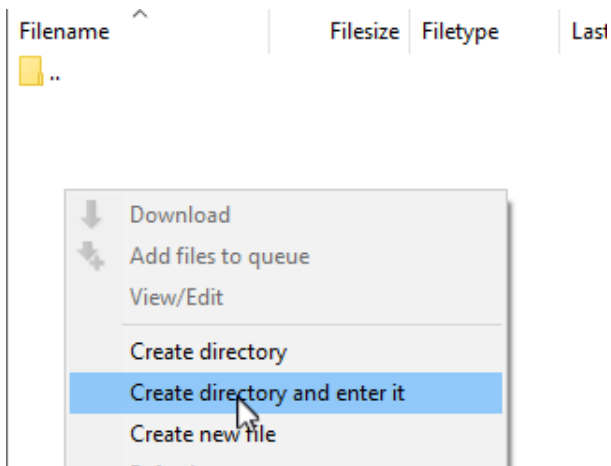 Filename Filesize Filetype Last
..
Download
Add files to queue
View/Edit
Create directory
Create directory and enter it
Create new file